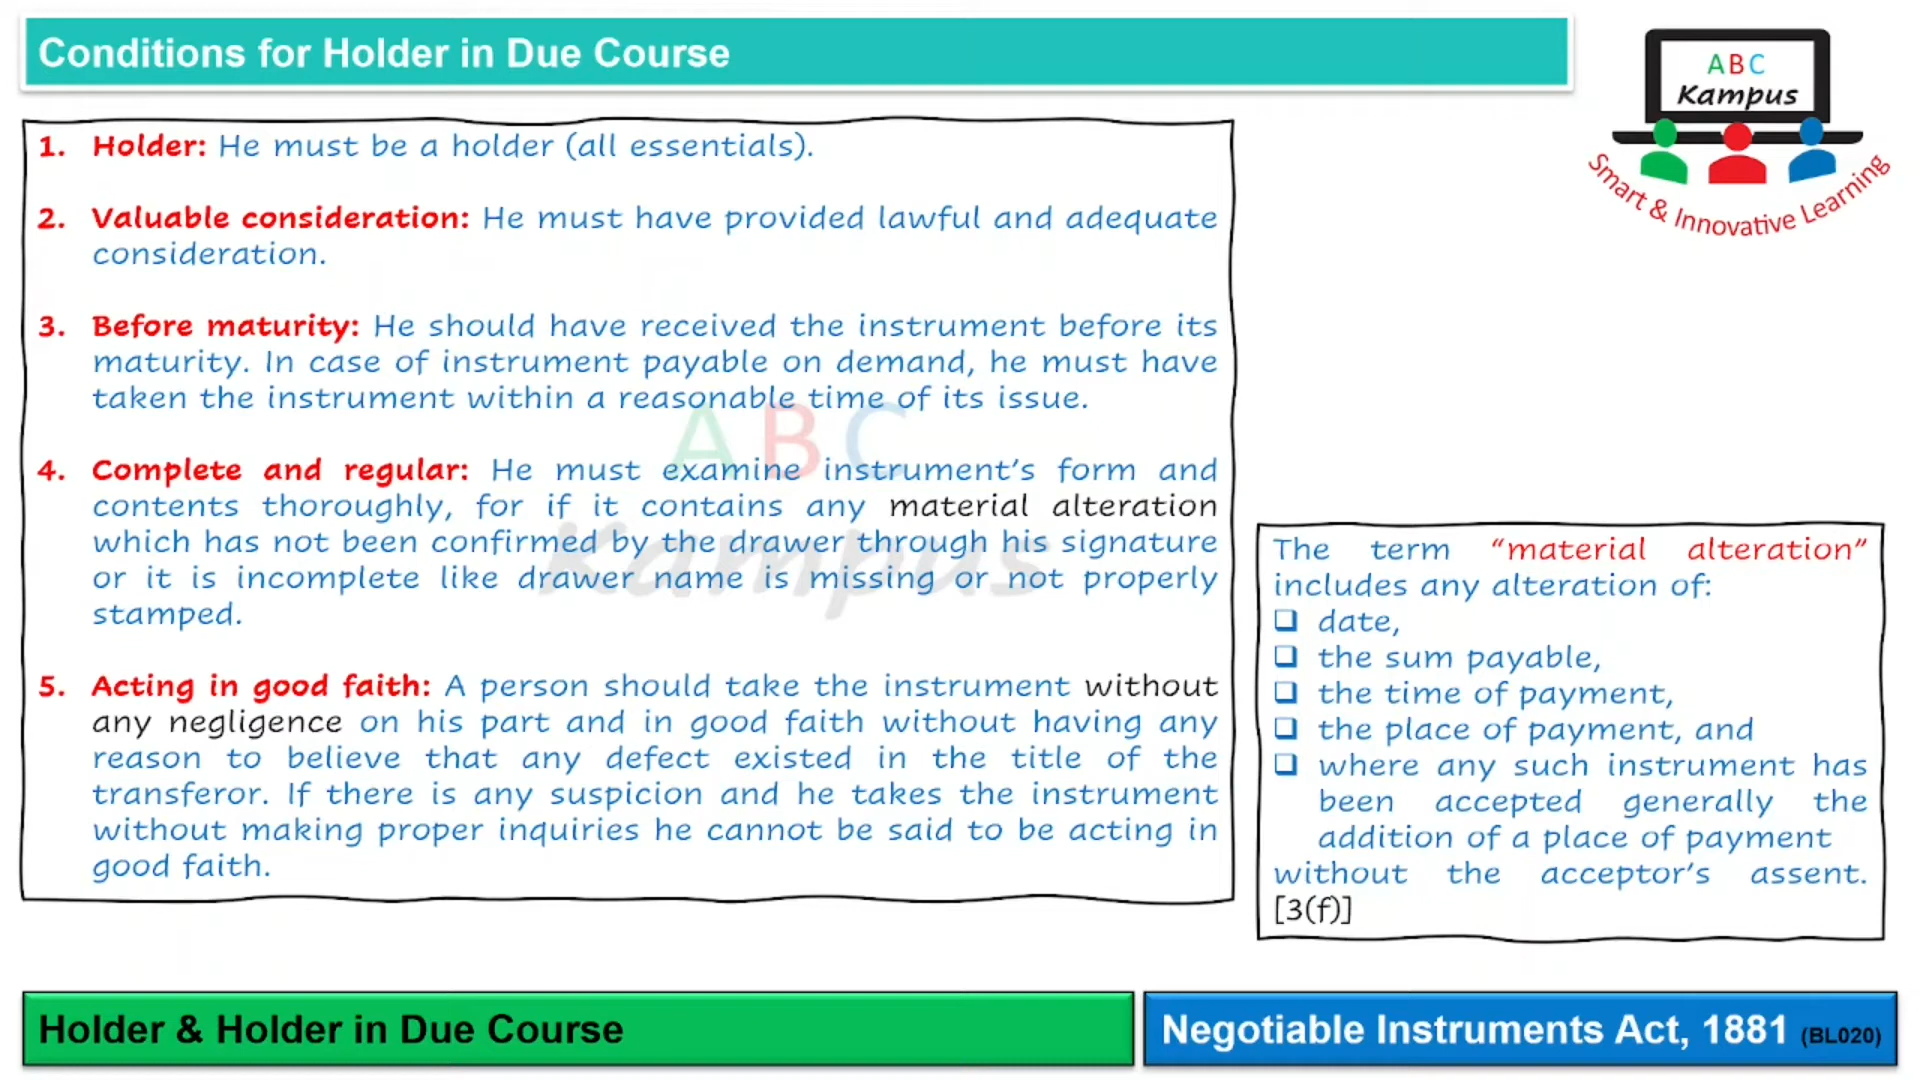 Conditions for Holder in Due Course
ABC
Kampus
Smart & Innovative Learning
1. Holder: He must be a holder (all essentials).
2. Valuable consideration: He must have provided lawful and adequate
consideration.
3. Before maturity: He should have received the instrument before its
maturity. In case of instrument payable on demand, he must have
taken the instrument within a reasonable time of its issue.
4. Complete and regular: He must examine instrument's form and
contents thoroughly, for if it contains any material alteration
which has not been confirmed by the drawer through his signature
or it is incomplete like drawer name is missing or not properly
stamped.
5. Acting in good faith: A person should take the instrument without
any negligence on his part and in good faith without having any
reason to believe that any defect existed in the title of the
transferor. If there is any suspicion and he takes the instrument
without making proper inquiries he cannot be said to be acting in
good faith.
ABC
Kampus
The term “material alteration”
includes any alteration of:
❑ date,
❑ the sum payable,
❑ the time of payment,
❑ the place of payment, and
❑ where any such instrument has
been accepted generally the
addition of a place of payment
without the acceptor's assent.
[3(f)]
Holder & Holder in Due Course
Negotiable Instruments Act, 1881 (BL020)